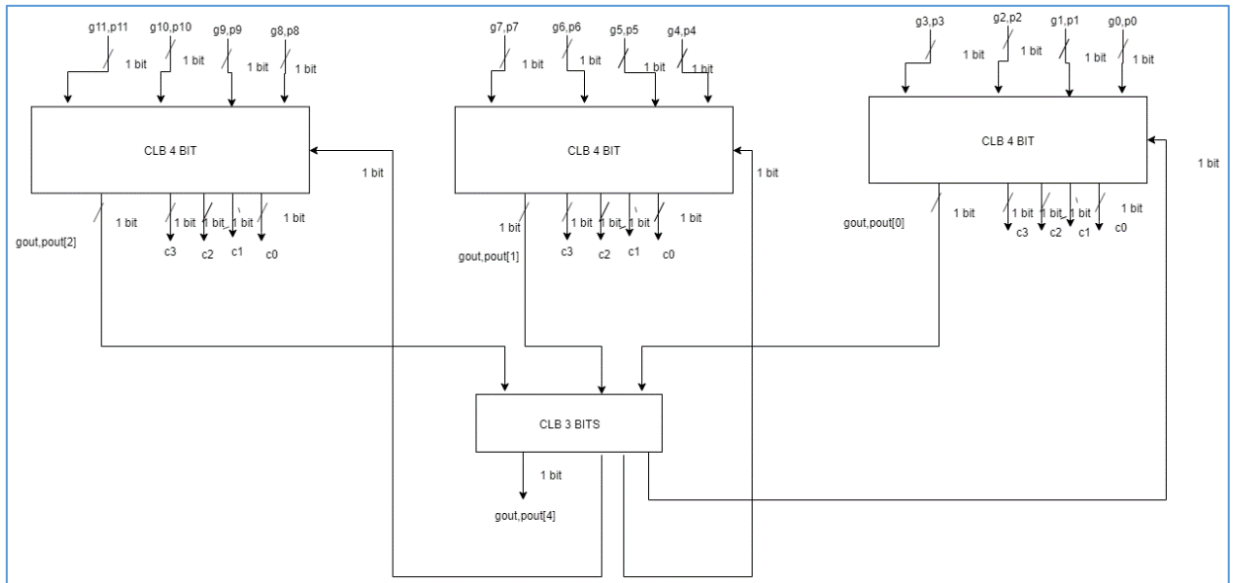 g11,p11
g10,p10
g9,p9
g8,p8
1 bit
1 bit
1 bit
1 bit
CLB 4 BIT
1 bit
1 bit
1 bit
1 bit
1 bit
1 bit
gout,pout[2]
c3
c2
c1
c0
g7,p7
g6,p6
g5,p5
g4,p4
1 bit
1 bit
1 bit
1 bit
CLB 4 BIT
1 bit
1 bit
1 bit
1 bit
1 bit
1 bit
gout,pout[1]
c3
c2
c1
c0
g3,p3
g2,p2
g1,p1
g0,p0
1 bit
1 bit
1 bit
1 bit
CLB 4 BIT
1 bit
1 bit
1 bit
1 bit
1 bit
1 bit
gout,pout[0]
c3
c2
c1
c0
CLB 3 BITS
1 bit
gout,pout[4]